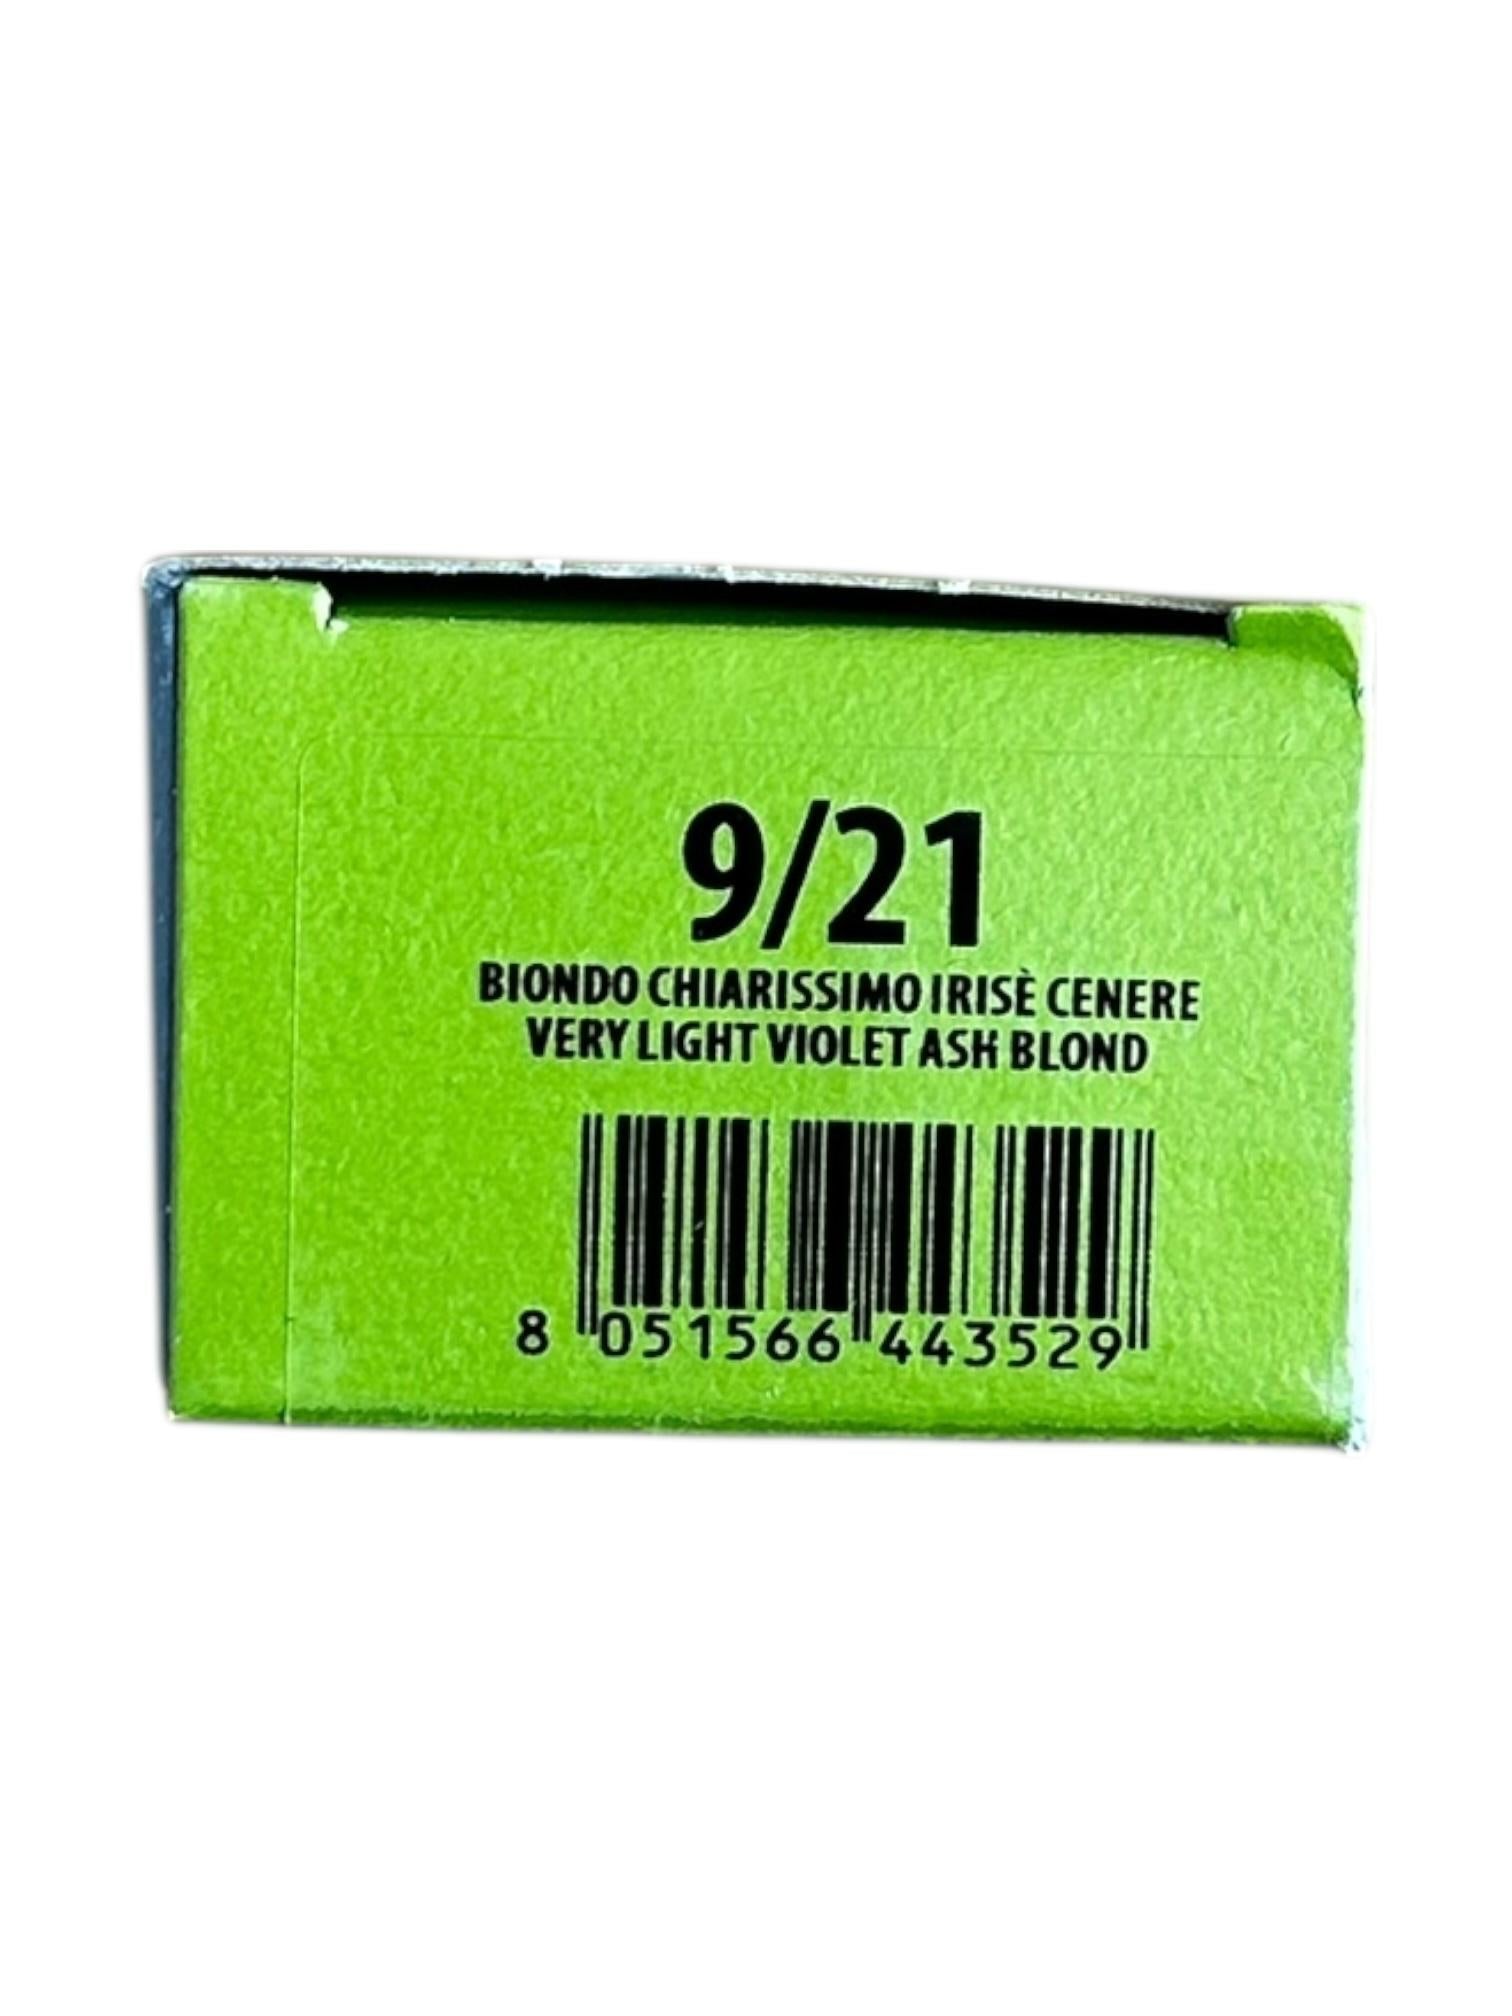 9/21
BIONDO CHIARISSIMO IRISÈ CENERE
VERY LIGHT VIOLET ASH BLOND
8 051566 443529